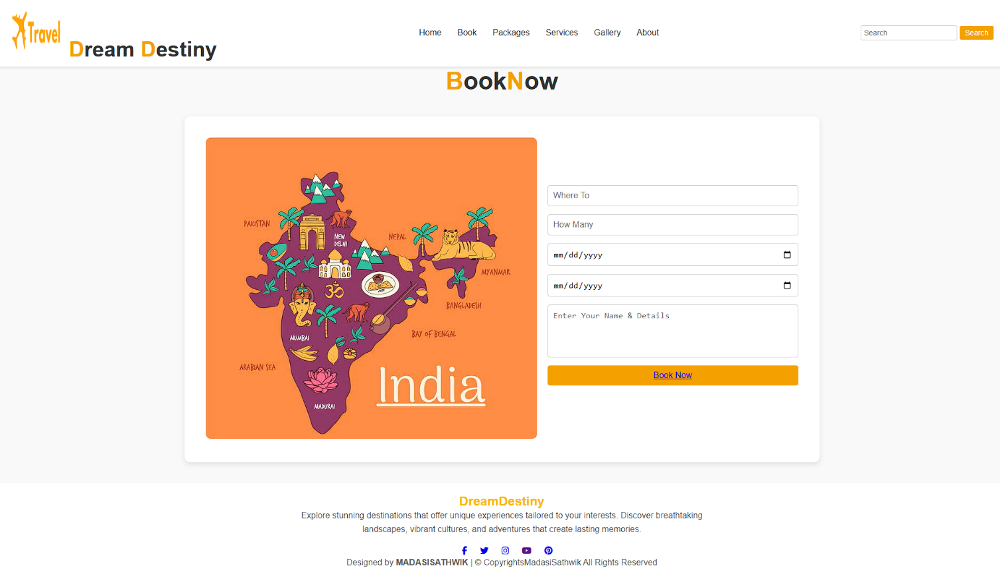 Travel
Dream Destiny
Home Book Packages Services Gallery About
Search Search
BookNow
PAKISTAN
NEW
DELHI
NEPAL
MYANMAR
BANGLADESH
MUMBAI
BAY OF BENGAL
ARABIAN SEA
India
MADURAI
Where To
How Many
mm/dd/yyyy
mm/dd/yyyy
Enter Your Name & Details
Book Now
DreamDestiny
Explore stunning destinations that offer unique experiences tailored to your interests. Discover breathtaking
landscapes, vibrant cultures, and adventures that create lasting memories.
Designed by MADASISATHWIK | © CopyrightsMadasiSathwik All Rights Reserved